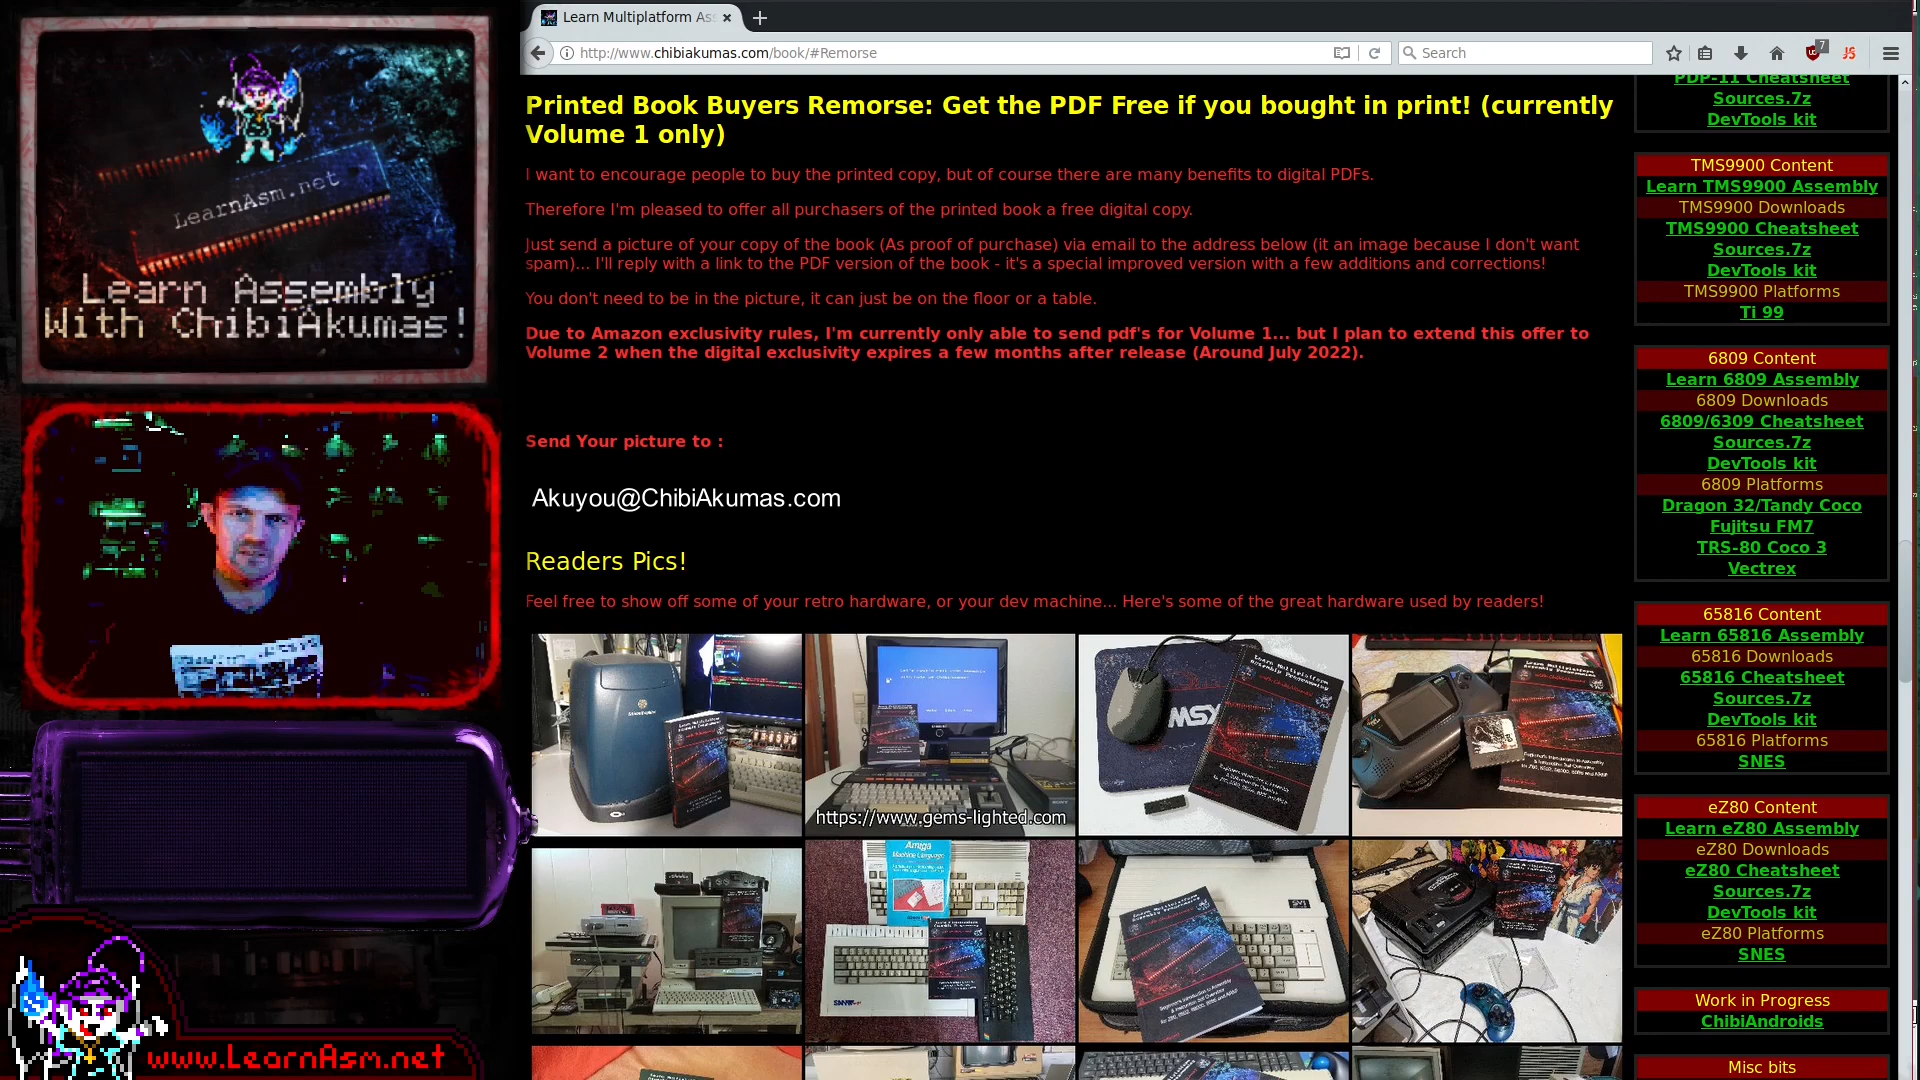 Learn Multiplatform As
http://www.chibiakumas.com/book/#Remorse
Search
7
LearnAsm.net
Learn Assembly
With ChibiAkumas!
www.LearnAsm.net
Printed Book Buyers Remorse: Get the PDF Free if you bought in print! (currently
Volume 1 only)
I want to encourage people to buy the printed copy, but of course there are many benefits to digital PDFs.
Therefore I'm pleased to offer all purchasers of the printed book a free digital copy.
Just send a picture of your copy of the book (As proof of purchase) via email to the address below (it an image because I don't want
spam)... I'll reply with a link to the PDF version of the book - it's a special improved version with a few additions and corrections!
You don't need to be in the picture, it can just be on the floor or a table.
Due to Amazon exclusivity rules, I'm currently only able to send pdf's for Volume 1... but I plan to extend this offer to
Volume 2 when the digital exclusivity expires a few months after release (Around July 2022).
Send Your picture to :
Akuyou@ChibiAkumas.com
Readers Pics!
Feel free to show off some of your retro hardware, or your dev machine... Here's some of the great hardware used by readers!
https://www.gems-lighted.com
MSX
Amiga
Machine Language
PDP-11 Cheatsheet
Sources.7z
DevTools kit
TMS9900 Content
Learn TMS9900 Assembly
TMS9900 Downloads
TMS9900 Cheatsheet
Sources.7z
DevTools kit
TMS9900 Platforms
Ti 99
6809 Content
Learn 6809 Assembly
6809 Downloads
6809/6309 Cheatsheet
Sources.7z
DevTools kit
6809 Platforms
Dragon 32/Tandy Coco
Fujitsu FM7
TRS-80 Coco 3
Vectrex
65816 Content
Learn 65816 Assembly
65816 Downloads
65816 Cheatsheet
Sources.7z
DevTools kit
65816 Platforms
SNES
eZ80 Content
Learn eZ80 Assembly
eZ80 Downloads
eZ80 Cheatsheet
Sources.7z
DevTools kit
eZ80 Platforms
SNES
Work in Progress
ChibiAndroids
Misc bits